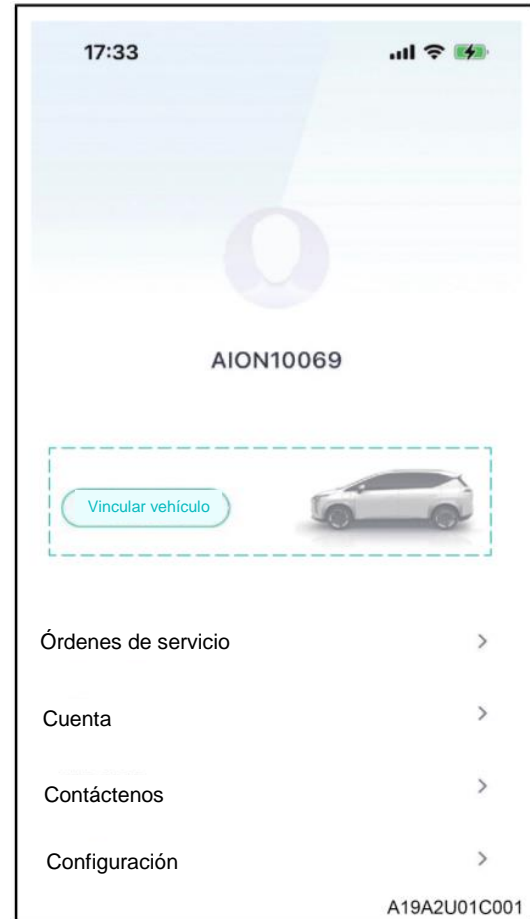 17:33
AION10069
Vincular vehículo
Órdenes de servicio
Cuenta
Contáctenos
Configuración
A19A2U01C001